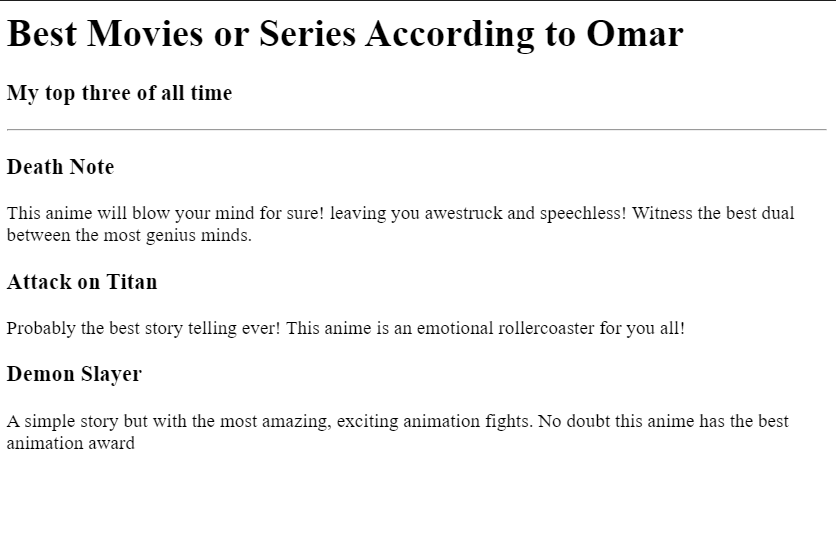 Best Movies or Series According to Omar
My top three of all time
Death Note
This anime will blow your mind for sure! leaving you awestruck and speechless! Witness the best dual
between the most genius minds.
Attack on Titan
Probably the best story telling ever! This anime is an emotional rollercoaster for you all!
Demon Slayer
A simple story but with the most amazing, exciting animation fights. No doubt this anime has the best
animation award